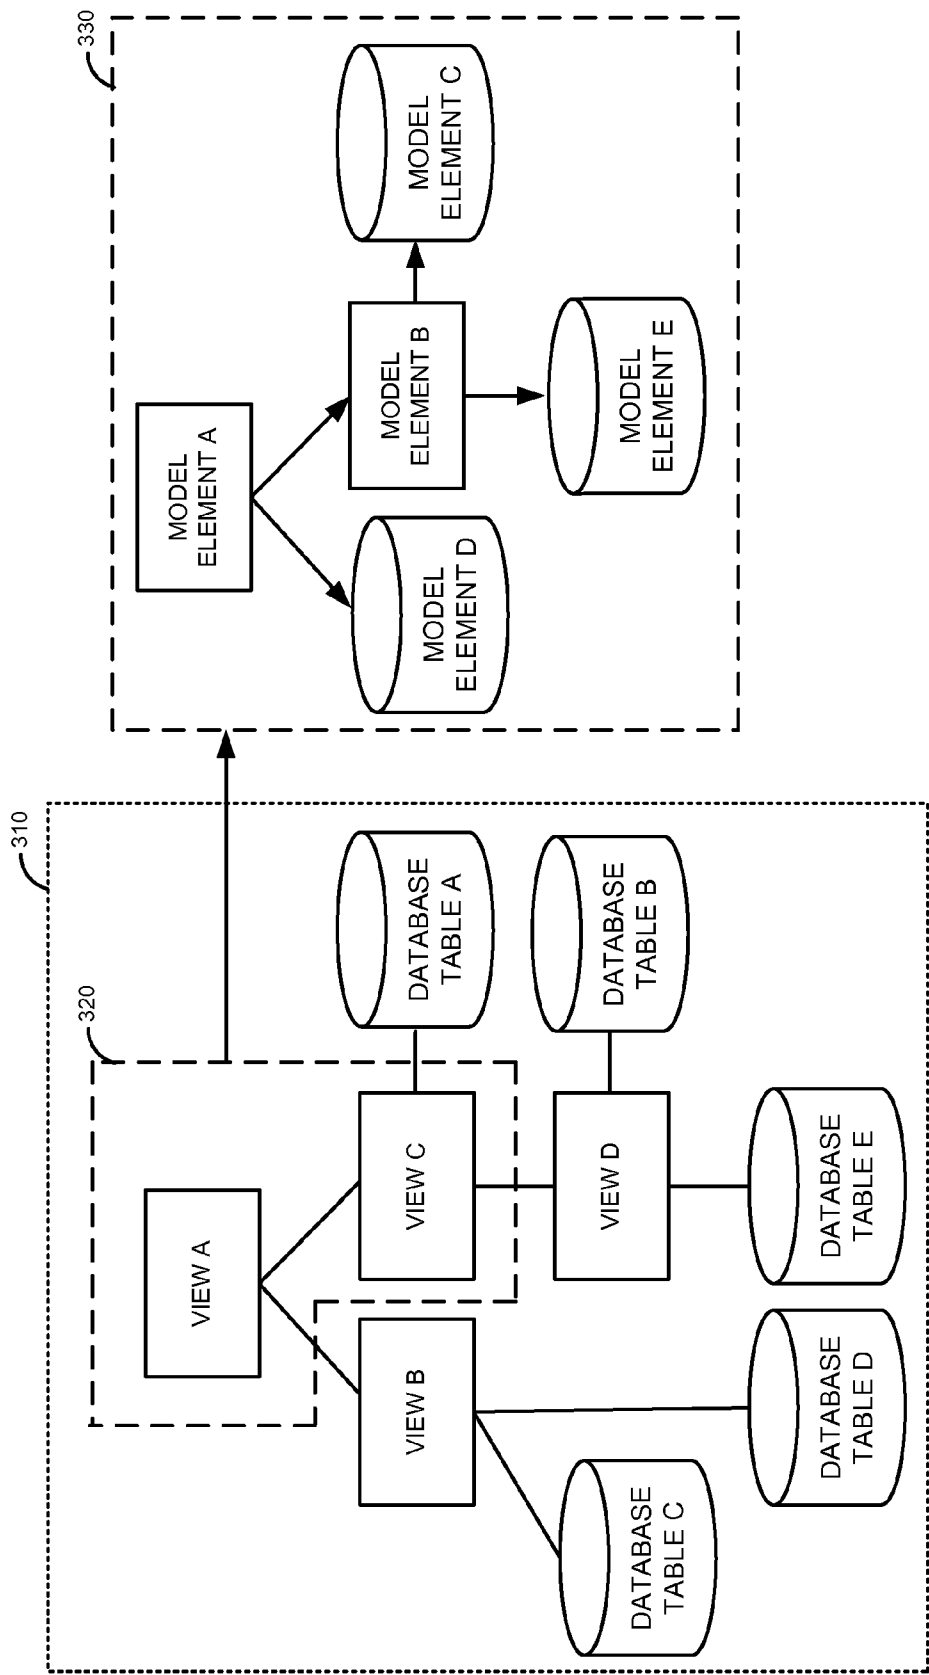 310
320
VIEW A
VIEW B
VIEW C
DATABASE
TABLE A
VIEW D
DATABASE
TABLE B
DATABASE
TABLE C
DATABASE
TABLE D
DATABASE
TABLE E
330
MODEL
ELEMENT A
MODEL
ELEMENT D
MODEL
ELEMENT B
MODEL
ELEMENT C
MODEL
ELEMENT E